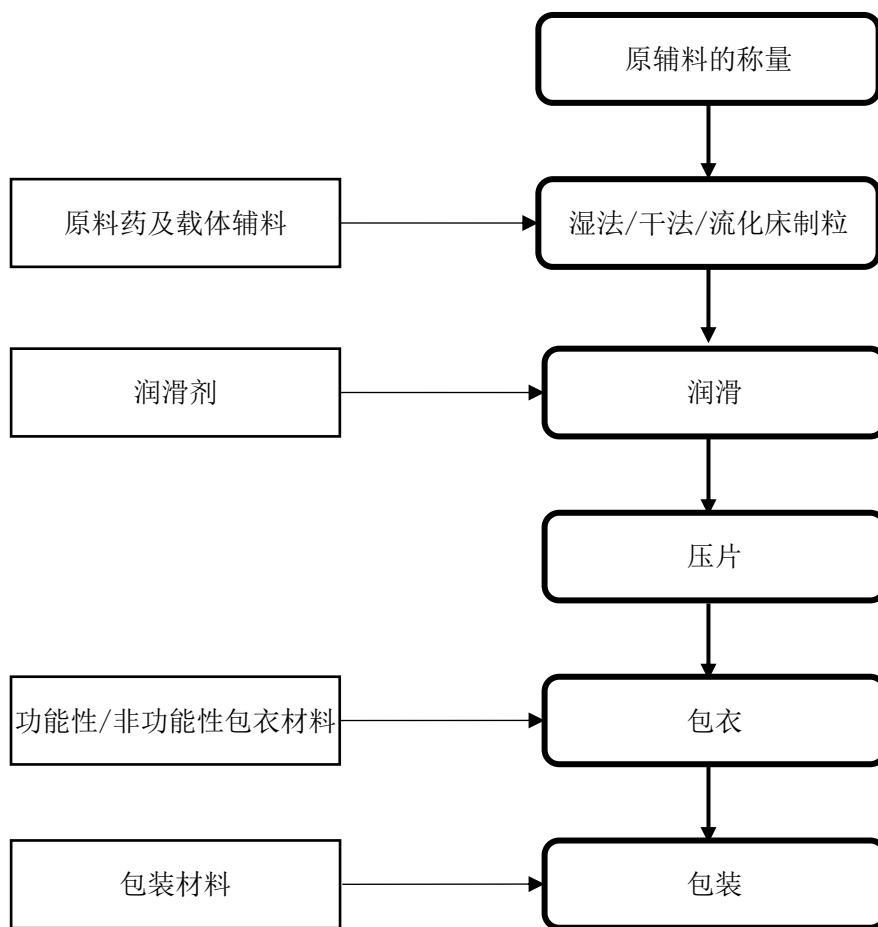 原辅料的称量
原料药及载体辅料
湿法/干法/流化床制粒
润滑剂
润滑
压片
功能性/非功能性包衣材料
包衣
包装材料
包装